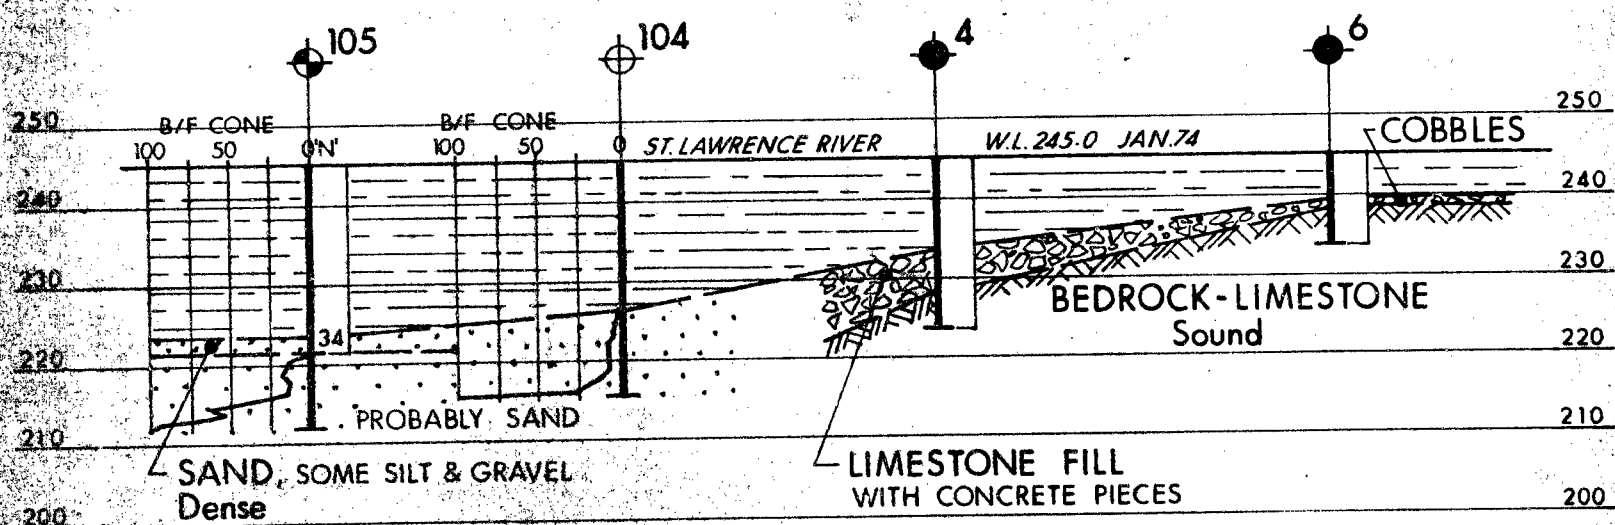 105
104
4
6
250
B/F CONE
B/F CONE
250
100 50 0 'N'
100 50 0
ST. LAWRENCE RIVER
W.L. 245.0 JAN. 74
COBBLES
240
240
230
230
BEDROCK-LIMESTONE
Sound
34
220
220
PROBABLY SAND
210
210
SAND, SOME SILT & GRAVEL
Dense
LIMESTONE FILL
WITH CONCRETE PIECES
200
200